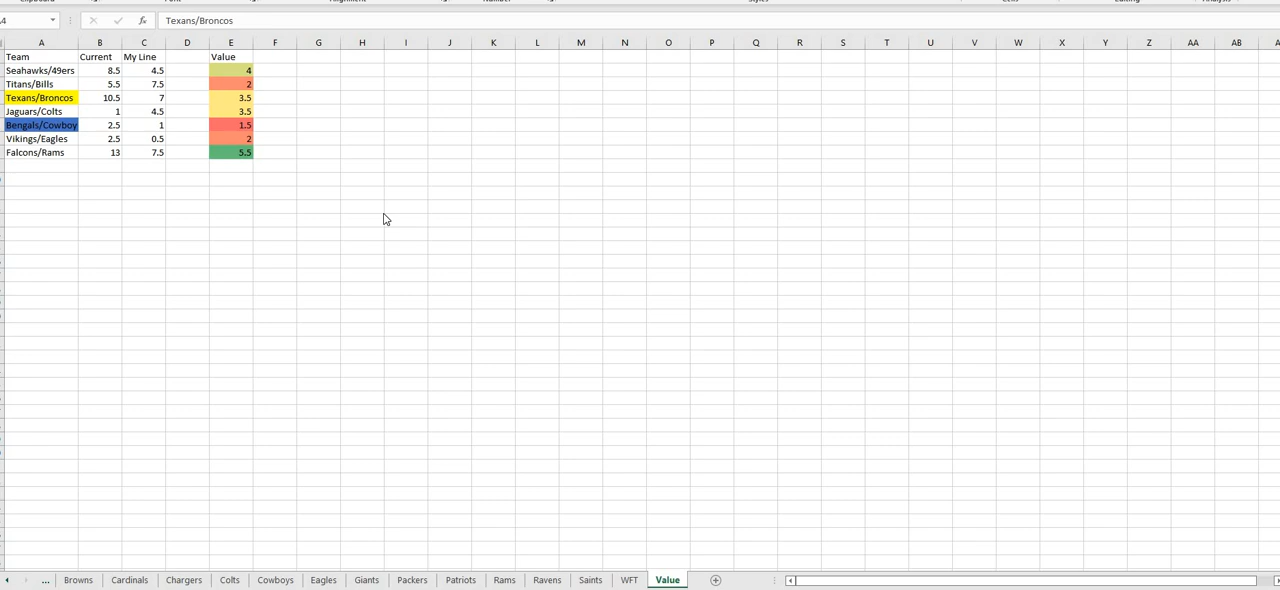 4 fx Texans/Broncos
A B C D E F G H I J K L M N O P Q R S T U V W X Y Z AA AB
Team Current My Line Value
Seahawks/49ers 8.5 4.5 4
Titans/Bills 5.5 7.5 2
Texans/Broncos 10.5 7 3.5
Jaguars/Colts 1 4.5 3.5
Bengals/Cowboy 2.5 1 1.5
Vikings/Eagles 2.5 0.5 2
Falcons/Rams 13 7.5 5.5
... Browns Cardinals Chargers Colts Cowboys Eagles Giants Packers Patriots Rams Ravens Saints WFT Value